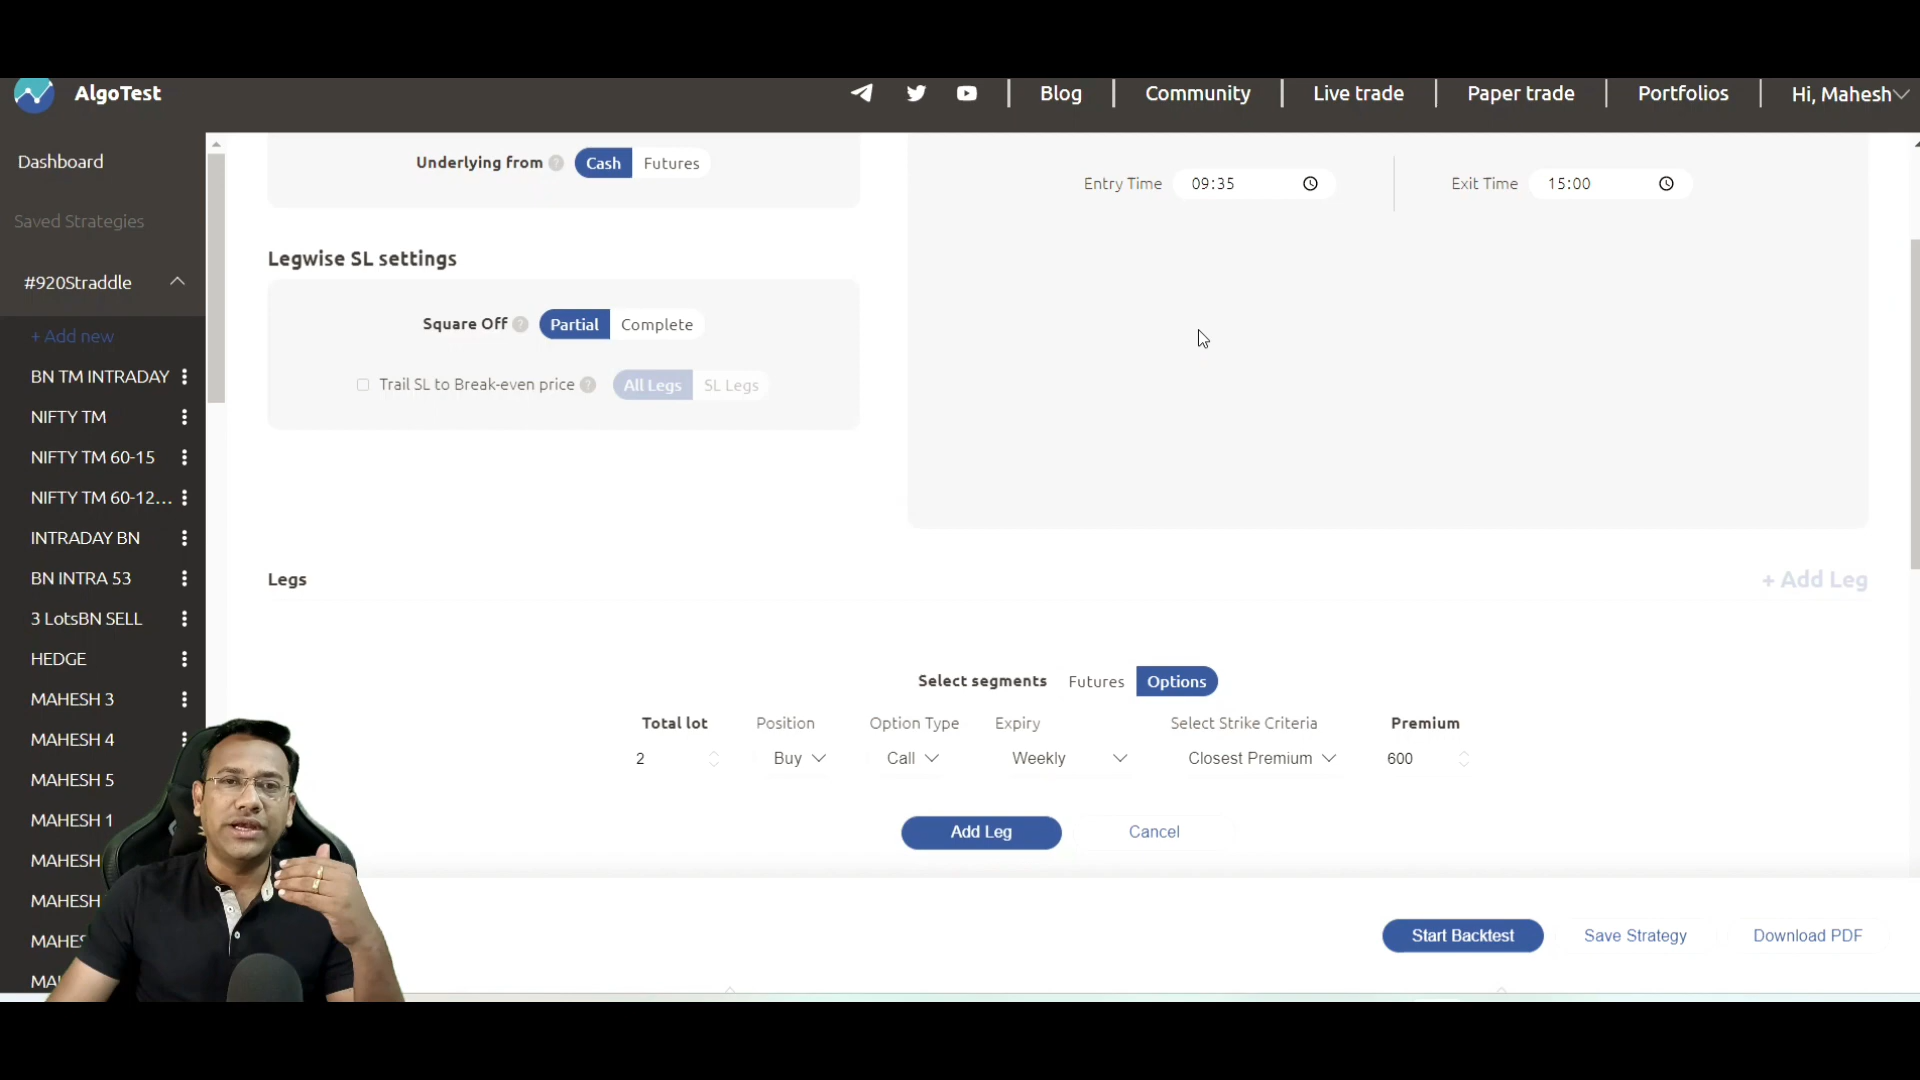 AlgoTest
Blog
Community
Live trade
Paper trade
Portfolios
Hi, Mahesh
Dashboard
Saved Strategies
#920Straddle
+ Add new
BN TM INTRADAY
NIFTY TM
NIFTY TM 60-15
NIFTY TM 60-12...
INTRADAY BN
BN INTRA 53
3 LotsBN SELL
HEDGE
MAHESH 3
MAHESH 4
MAHESH 5
MAHESH 1
MAHESH
MAHESH
Underlying from ? Cash Futures
Entry Time 09:35
Exit Time 15:00
Legwise SL settings
Square Off ? Partial Complete
Trail SL to Break-even price ? All Legs SL Legs
Legs
+ Add Leg
Select segments Futures Options
Total lot Position Option Type Expiry Select Strike Criteria Premium
2 Buy Call Weekly Closest Premium 600
Add Leg Cancel
Start Backtest Save Strategy Download PDF